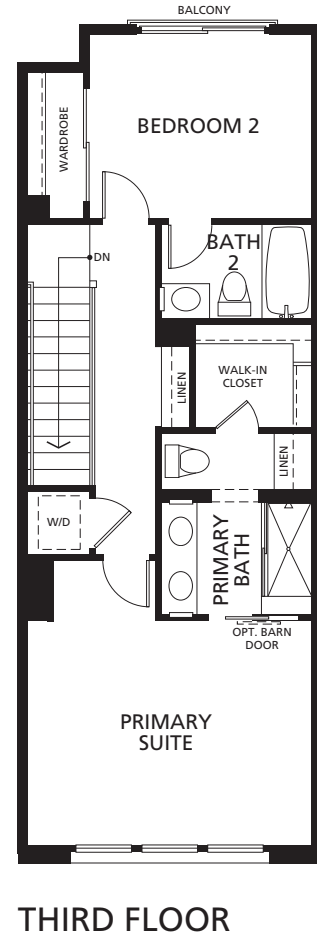 BALCONY
WARDROBE
BEDROOM 2
BATH
2
DN
LINEN
WALK-IN
CLOSET
LINEN
W/D
PRIMARY
BATH
OPT. BARN
DOOR
PRIMARY
SUITE
THIRD FLOOR